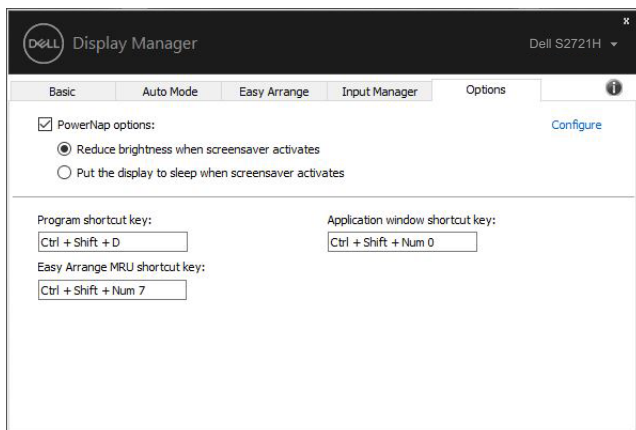 x
DELL Display Manager
Dell S2721H
Basic Auto Mode Easy Arrange Input Manager Options i
PowerNap options: Configure
Reduce brightness when screensaver activates
Put the display to sleep when screensaver activates
Program shortcut key: Application window shortcut key:
Ctrl + Shift + D Ctrl + Shift + Num 0
Easy Arrange MRU shortcut key:
Ctrl + Shift + Num 7